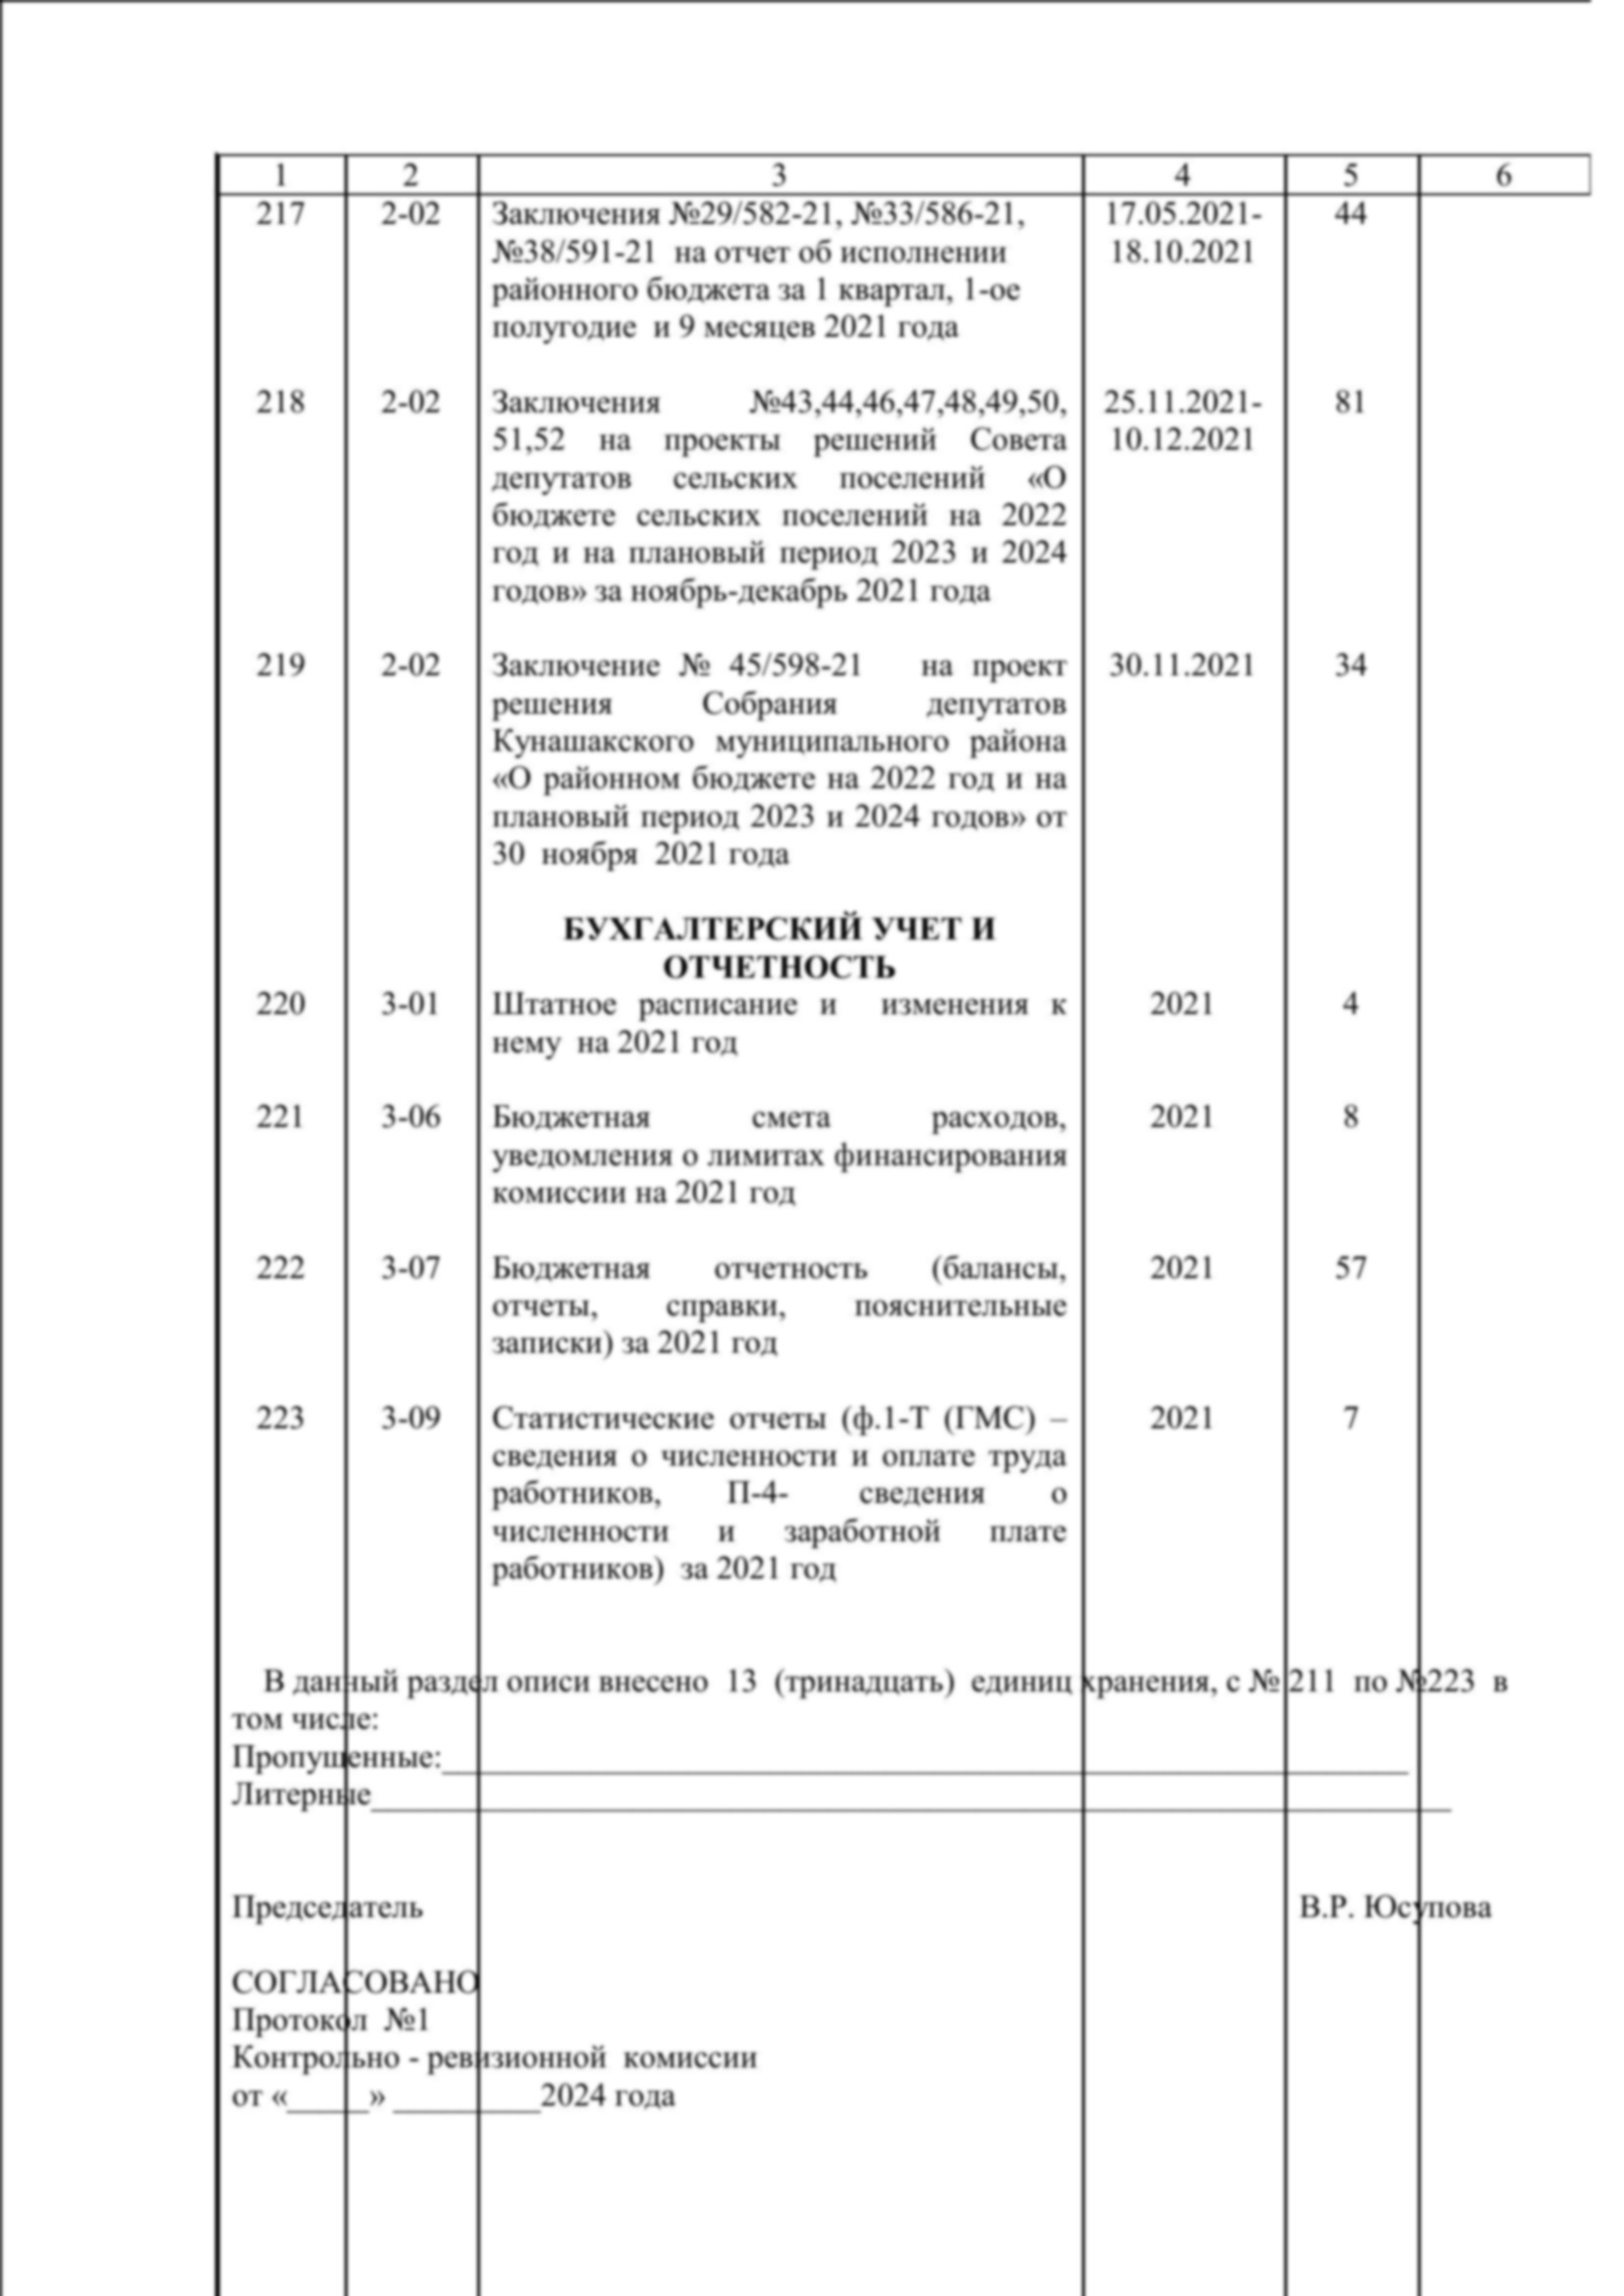 1 2 3 4 5 6
217 2-02 Заключения №29/582-21, №33/586-21, 17.05.2021- 44
№38/591-21 на отчет об исполнении 18.10.2021
районного бюджета за 1 квартал, 1-ое
полугодие и 9 месяцев 2021 года
218 2-02 Заключения №43,44,46,47,48,49,50, 25.11.2021- 81
51,52 на проекты решений Совета 10.12.2021
депутатов сельских поселений «О
бюджете сельских поселений на 2022
год и на плановый период 2023 и 2024
годов» за ноябрь-декабрь 2021 года
219 2-02 Заключение № 45/598-21 на проект 30.11.2021 34
решения Собрания депутатов
Кунашакского муниципального района
«О районном бюджете на 2022 год и на
плановый период 2023 и 2024 годов» от
30 ноября 2021 года
БУХГАЛТЕРСКИЙ УЧЕТ И
ОТЧЕТНОСТЬ
220 3-01 Штатное расписание и изменения к 2021 4
нему на 2021 год
221 3-06 Бюджетная смета расходов, 2021 8
уведомления о лимитах финансирования
комиссии на 2021 год
222 3-07 Бюджетная отчетность (балансы, 2021 57
отчеты, справки, пояснительные
записки) за 2021 год
223 3-09 Статистические отчеты (ф.1-Т (ГМС) – 2021 7
сведения о численности и оплате труда
работников, П-4- сведения о
численности и заработной плате
работников) за 2021 год
В данный раздел описи внесено 13 (тринадцать) единиц хранения, с № 211 по №223 в
том числе:
Пропущенные:____________________
Литерные____________________
Председатель В.Р. Юсупова
СОГЛАСОВАНО
Протокол №1
Контрольно - ревизионной комиссии
от «_____» _________2024 года